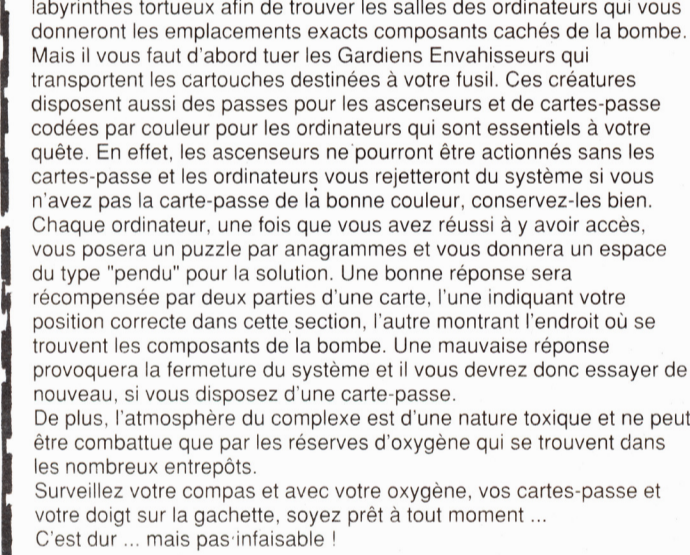 labyrinthes tortueux afin de trouver les salles des ordinateurs qui vous
donneront les emplacements exacts composants cachés de la bombe.
Mais il vous faut d'abord tuer les Gardiens Envahisseurs qui
transportent les cartouches destinées à votre fusil. Ces créatures
disposent aussi des passes pour les ascenseurs et de cartes-passe
codées par couleur pour les ordinateurs qui sont essentiels à votre
quête. En effet, les ascenseurs ne pourront être actionnés sans les
cartes-passe et les ordinateurs vous rejetteront du système si vous
n'avez pas la carte-passe de la bonne couleur, conservez-les bien.
Chaque ordinateur, une fois que vous avez réussi à y avoir accès,
vous posera un puzzle par anagrammes et vous donnera un espace
du type "pendu" pour la solution. Une bonne réponse sera
récompensée par deux parties d'une carte, l'une indiquant votre
position correcte dans cette section, l'autre montrant l'endroit où se
trouvent les composants de la bombe. Une mauvaise réponse
provoquera la fermeture du système et il vous devrez donc essayer de
nouveau, si vous disposez d'une carte-passe.
De plus, l'atmosphère du complexe est d'une nature toxique et ne peut
être combattue que par les réserves d'oxygène qui se trouvent dans
les nombreux entrepôts.
Surveillez votre compas et avec votre oxygène, vos cartes-passe et
votre doigt sur la gachette, soyez prêt à tout moment ...
C'est dur ... mais pas infaisable !